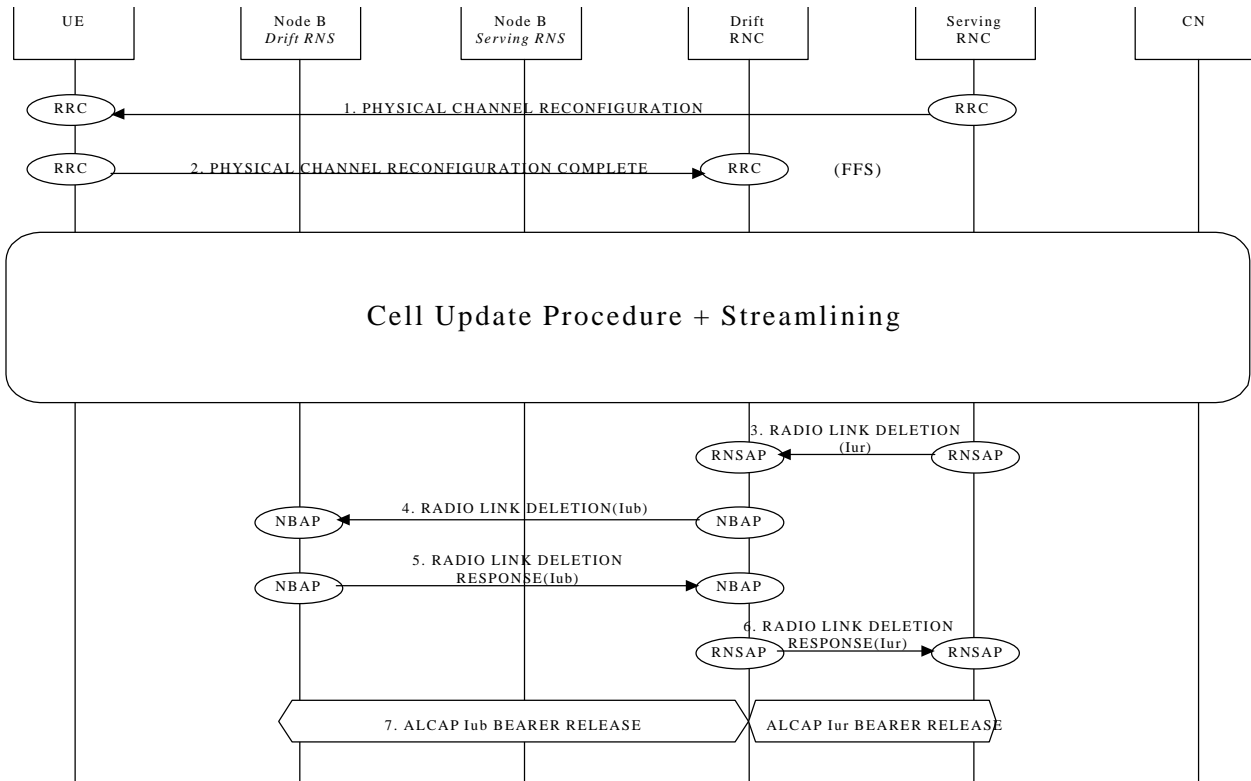 UE
Node B
Drift RNS
Node B
Serving RNS
Drift
RNC
Serving
RNC
CN
RRC
1. PHYSICAL CHANNEL RECONFIGURATION
RRC
RRC
2. PHYSICAL CHANNEL RECONFIGURATION COMPLETE
RRC
(FFS)
Cell Update Procedure + Streamlining
3. RADIO LINK DELETION
(Iur)
RNSAP
RNSAP
4. RADIO LINK DELETION(Iub)
NBAP
NBAP
5. RADIO LINK DELETION
RESPONSE(Iub)
NBAP
NBAP
6. RADIO LINK DELETION
RESPONSE(Iur)
RNSAP
RNSAP
7. ALCAP Iub BEARER RELEASE
ALCAP Iur BEARER RELEASE